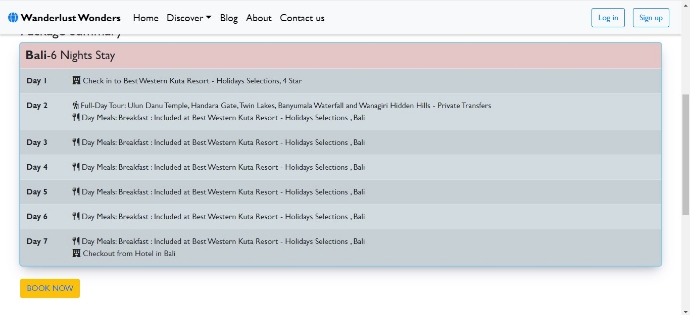 Wanderlust Wonders Home Discover Blog About Contact us Log in Sign up
Package Summary
Bali-6 Nights Stay
Day 1 Check in to Best Western Kuta Resort - Holidays Selections, 4 Star
Day 2 Full-Day Tour: Ulun Danu Temple, Handara Gate, Twin Lakes, Banyumala Waterfall and Wanagiri Hidden Hills - Private Transfers
Day Meals: Breakfast : Included at Best Western Kuta Resort - Holidays Selections , Bali
Day 3 Day Meals: Breakfast : Included at Best Western Kuta Resort - Holidays Selections , Bali
Day 4 Day Meals: Breakfast : Included at Best Western Kuta Resort - Holidays Selections , Bali
Day 5 Day Meals: Breakfast : Included at Best Western Kuta Resort - Holidays Selections , Bali
Day 6 Day Meals: Breakfast : Included at Best Western Kuta Resort - Holidays Selections , Bali
Day 7 Day Meals: Breakfast : Included at Best Western Kuta Resort - Holidays Selections , Bali
Checkout from Hotel in Bali
BOOK NOW